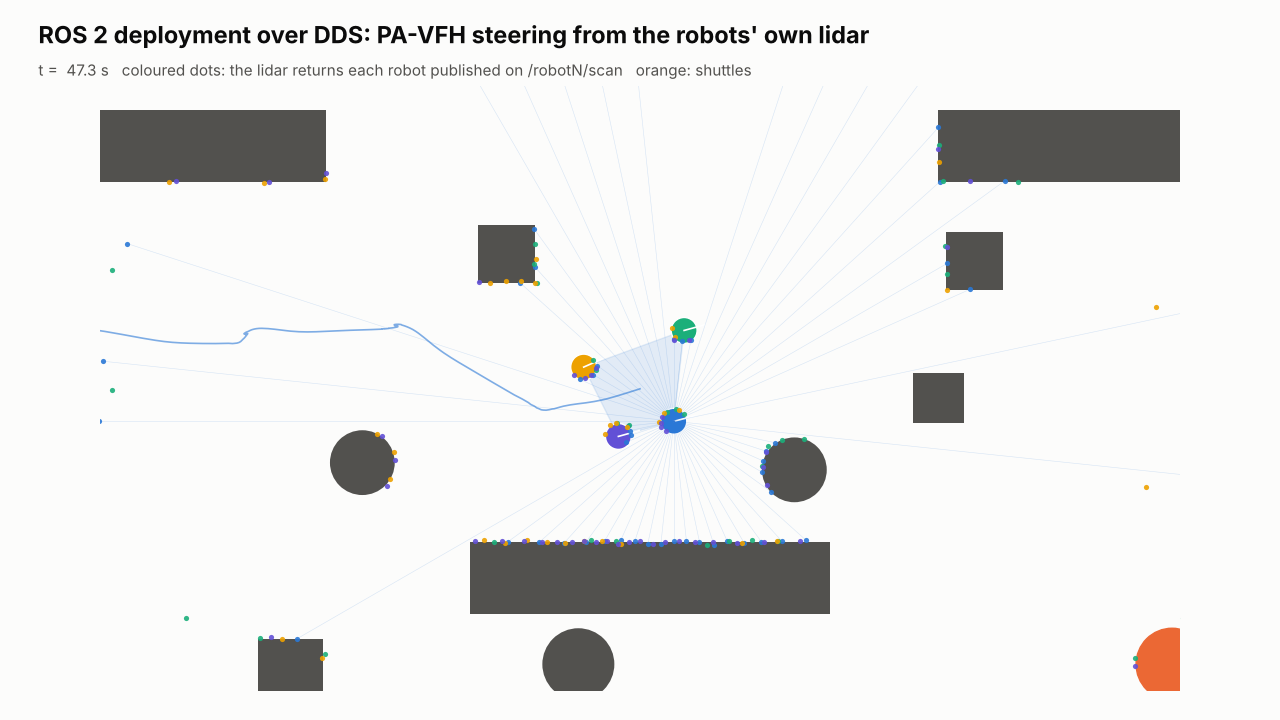 ROS 2 deployment over DDS: PA-VFH steering from the robots' own lidar
t =  47.3 s   coloured dots: the lidar returns each robot published on /robotN/scan   orange: shuttles